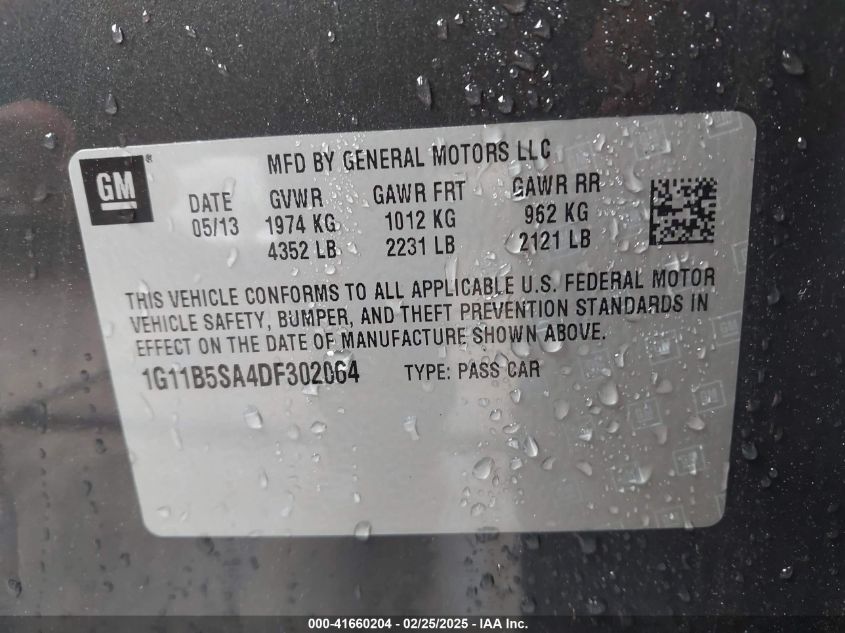 GM ®
MFD BY GENERAL MOTORS LLC
DATE GVWR GAWR FRT GAWR RR
05/13 1974 KG 1012 KG 962 KG
4352 LB 2231 LB 2121 LB
THIS VEHICLE CONFORMS TO ALL APPLICABLE U.S. FEDERAL MOTOR
VEHICLE SAFETY, BUMPER, AND THEFT PREVENTION STANDARDS IN
EFFECT ON THE DATE OF MANUFACTURE SHOWN ABOVE.
1G11B5SA4DF302064 TYPE: PASS CAR
000-41660204 - 02/25/2025 - IAAI.COM